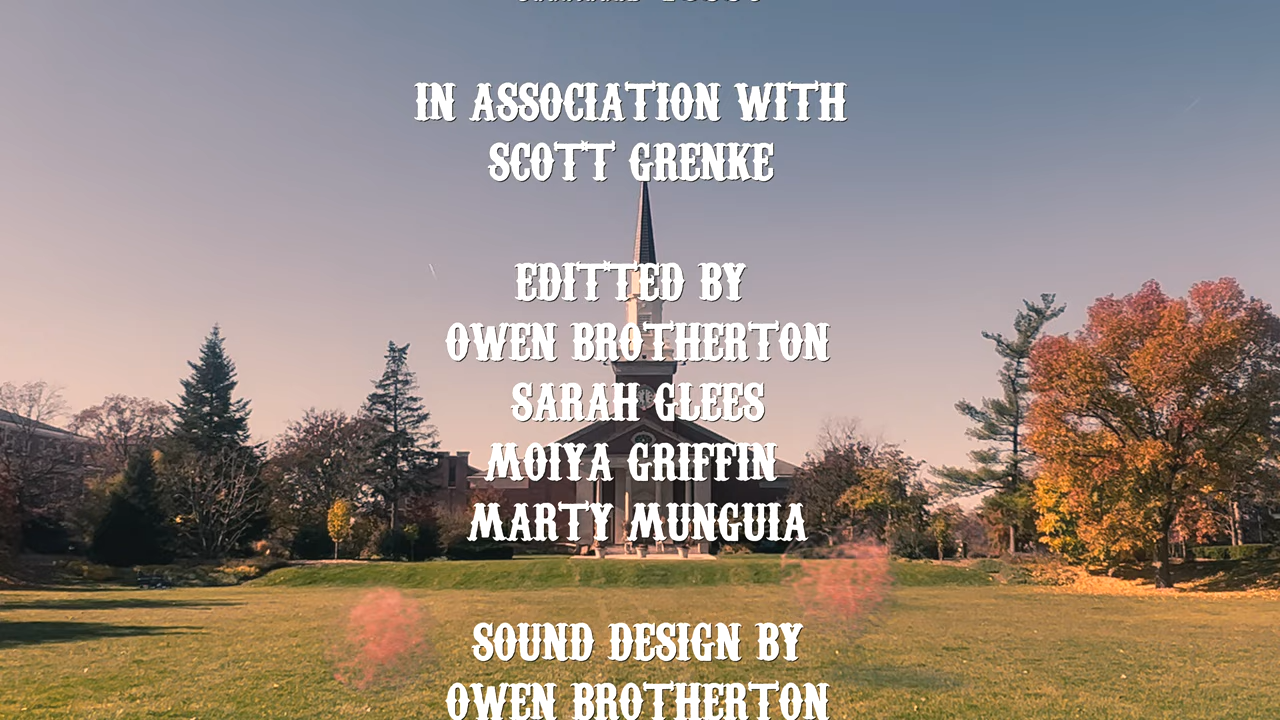 IN ASSOCIATION WITH
SCOTT GRENKE
EDITTED BY
OWEN BROTHERTON
SARAH GLEES
MOIYA GRIFFIN
MARTY MUNGUIA
SOUND DESIGN BY
OWEN BROTHERTON